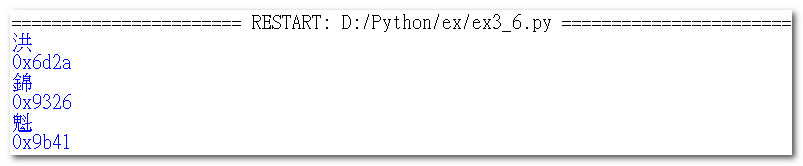 ======================= RESTART: D:/Python/ex/ex3_6.py =======================
洪
0x6d2a
錦
0x9326
魁
0x9b41